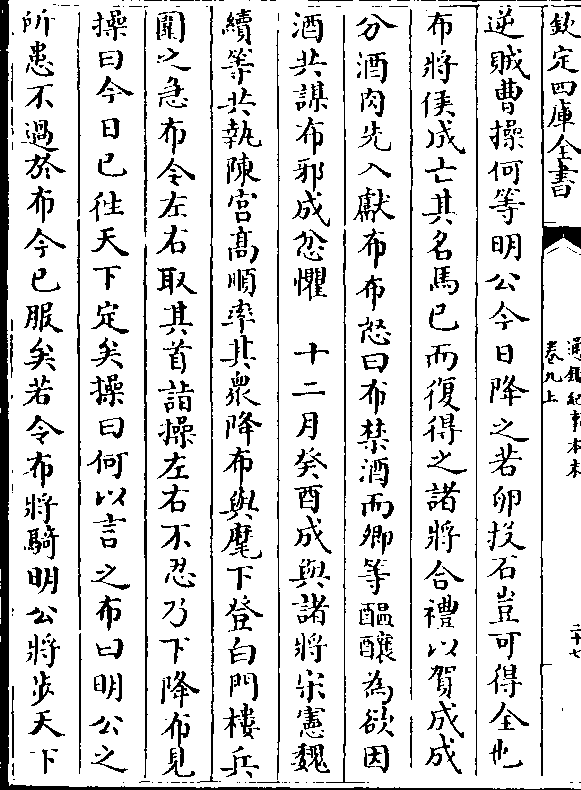 欽定四庫全書
通鑑紀事本末
卷九上
二十七
逆賊曹操何等明公今日降之若卵投石豈可得全也
布將侯成亡其名馬已而復得之諸將合禮以賀成成
分酒肉先入獻布布怒曰布禁酒而卿等醖釀為欲因
酒共謀布邪成忿懼　十二月癸酉成與諸將宋憲魏
續等共執陳宫高順率其衆降布與麾下登白門樓兵
圍之急布令左右取其首詣操左右不忍乃下降布見
操曰今日已往天下定矣操曰何以言之布曰明公之
所患不過於布今已服矣若令布將騎明公將步天下